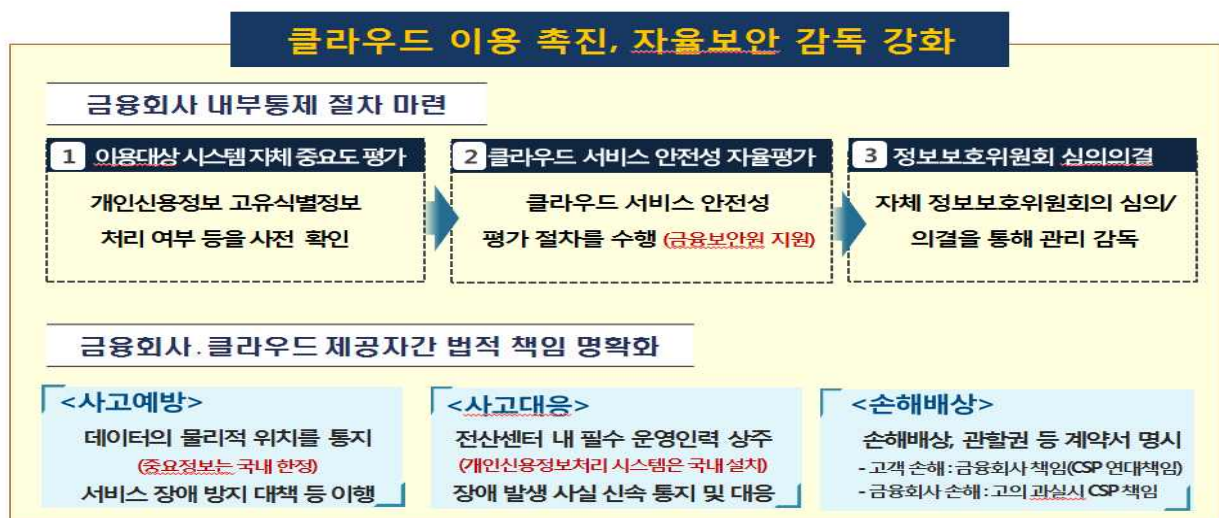 클라우드 이용 촉진, 자율보안 감독 강화
금융회사 내부통제 절차 마련
1 이용대상 시스템 자체 중요도 평가
개인신용정보 고유식별정보
처리 여부 등을 사전 확인
2 클라우드 서비스 안전성 자율평가
클라우드 서비스 안전성
평가 절차를 수행 (금융보안원 지원)
3 정보보호위원회 심의의결
자체 정보보호위원회의 심의/
의결을 통해 관리 감독
금융회사.클라우드 제공자간 법적 책임 명확화
<사고예방>
데이터의 물리적 위치를 통지
(중요정보는 국내 한정)
서비스 장애 방지 대책 등 이행
<사고대응>
전산센터 내 필수 운영인력 상주
(개인신용정보처리 시스템은 국내 설치)
장애 발생 사실 신속 통지 및 대응
<손해배상>
손해배상, 관할권 등 계약서 명시
- 고객 손해 : 금융회사 책임(CSP 연대책임)
- 금융회사 손해 : 고의 과실시 CSP 책임